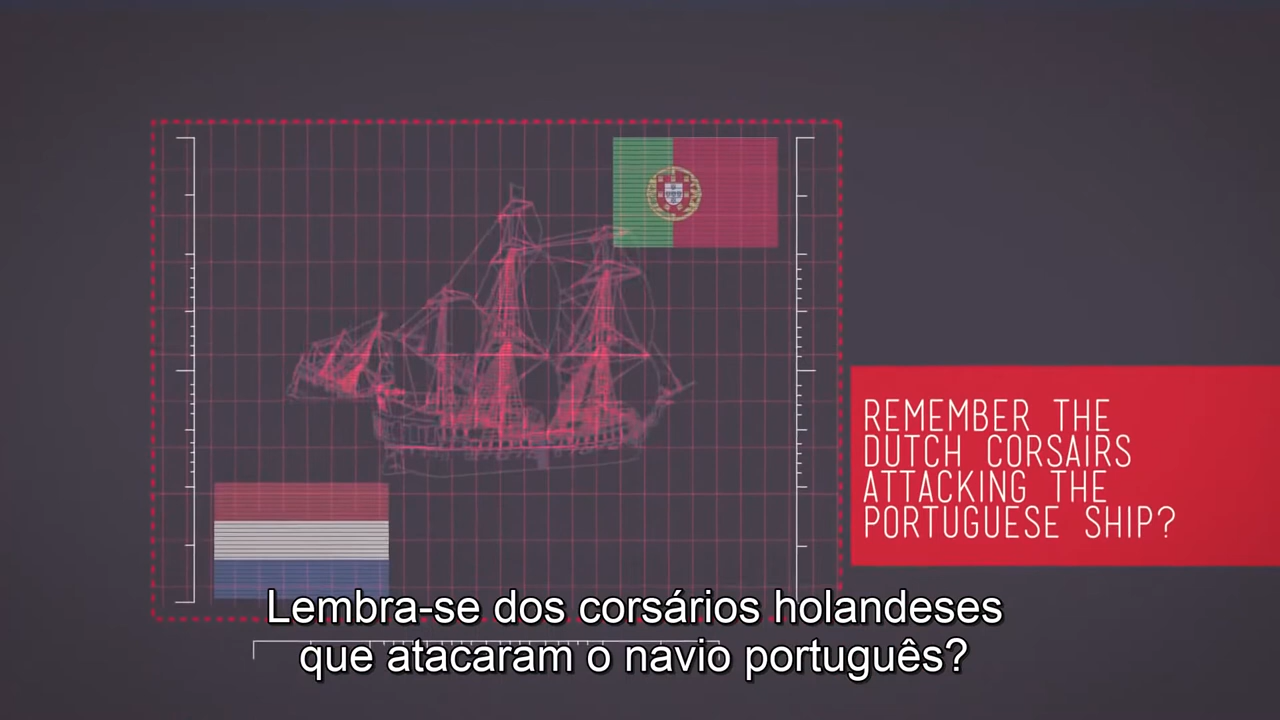 REMEMBER THE
DUTCH CORSAIRS
ATTACKING THE
PORTUGUESE SHIP?
Lembra-se dos corsários holandeses
que atacaram o navio português?